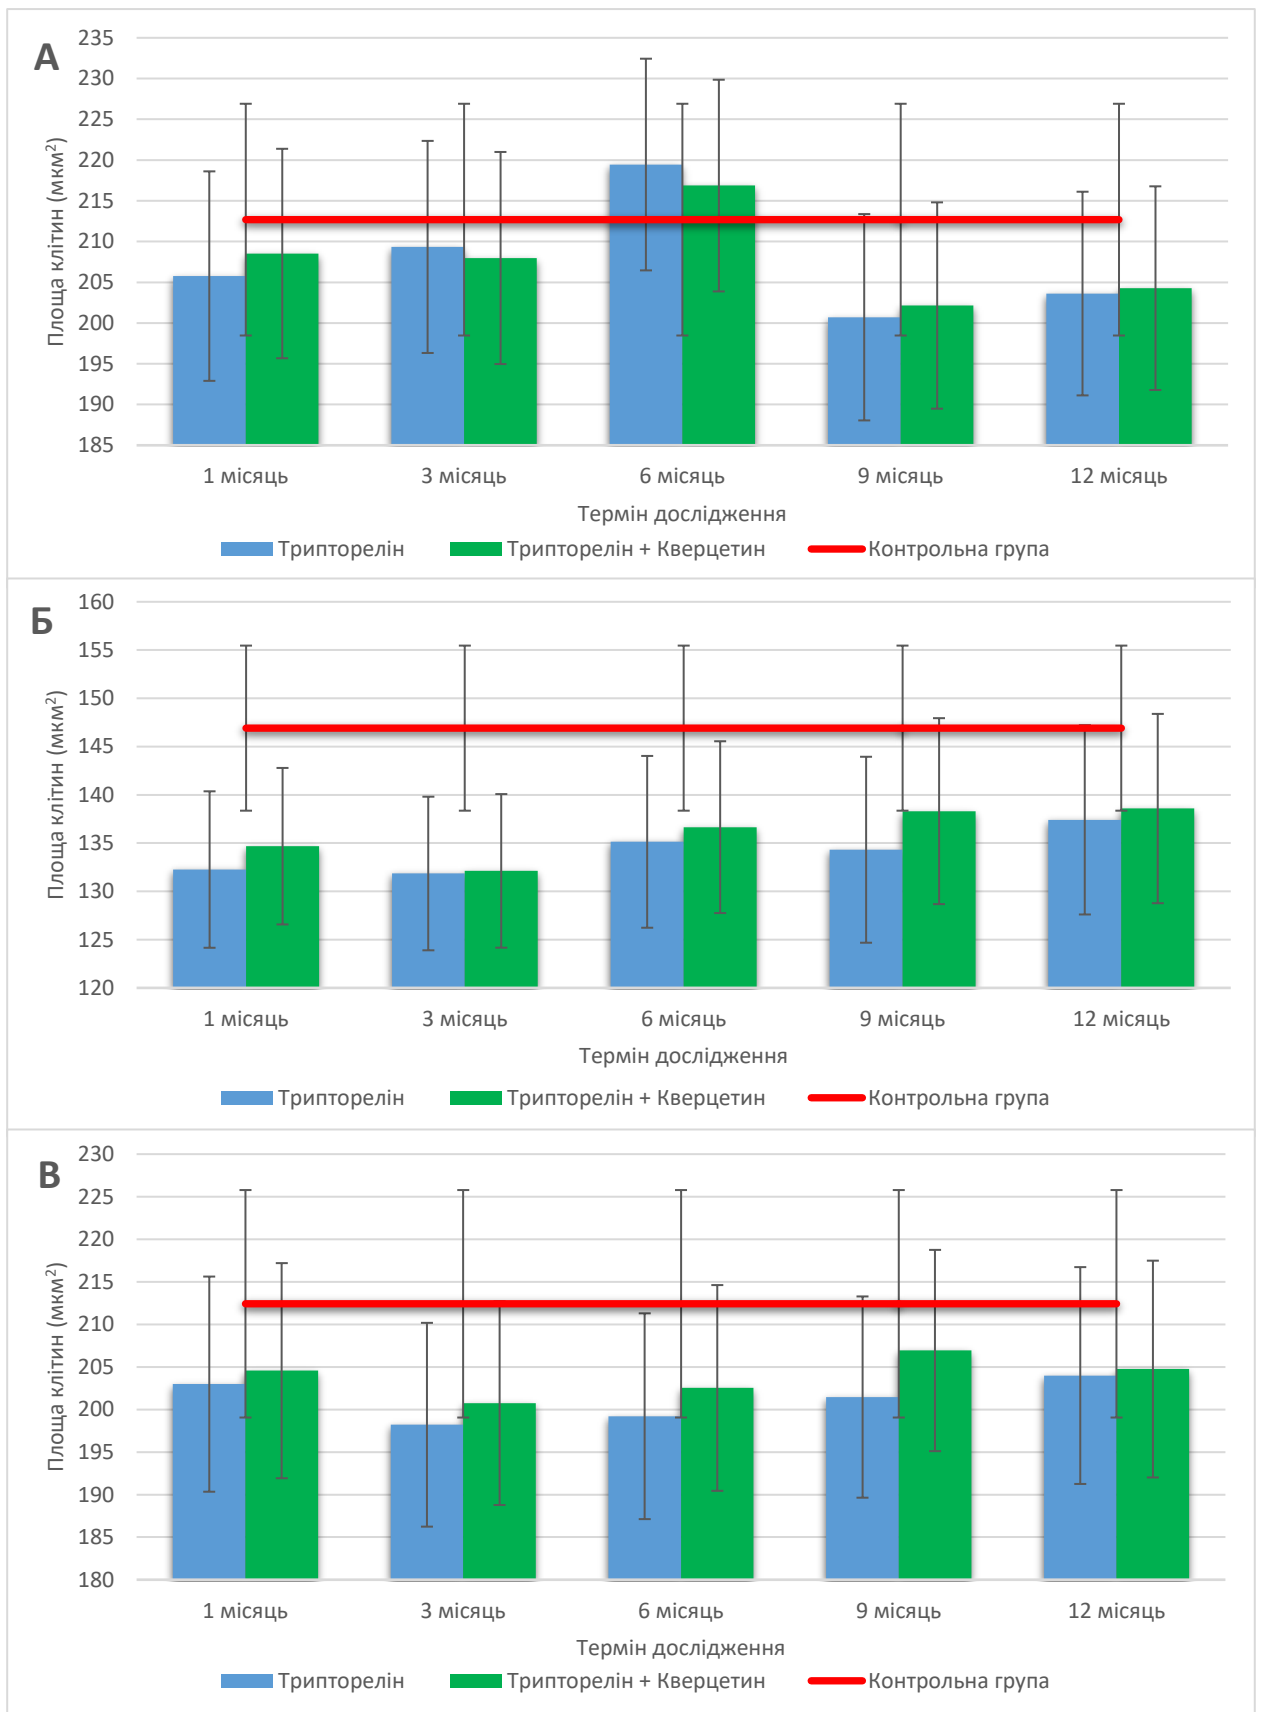 А
Площа клітин (мкм²)
235
230
225
220
215
210
205
200
195
190
185
1 місяць 3 місяць 6 місяць 9 місяць 12 місяць
Термін дослідження
Трипторелін Трипторелін + Кверцетин Контрольна група
Б
Площа клітин (мкм²)
160
155
150
145
140
135
130
125
120
1 місяць 3 місяць 6 місяць 9 місяць 12 місяць
Термін дослідження
Трипторелін Трипторелін + Кверцетин Контрольна група
В
Площа клітин (мкм²)
230
225
220
215
210
205
200
195
190
185
180
1 місяць 3 місяць 6 місяць 9 місяць 12 місяць
Термін дослідження
Трипторелін Трипторелін + Кверцетин Контрольна група